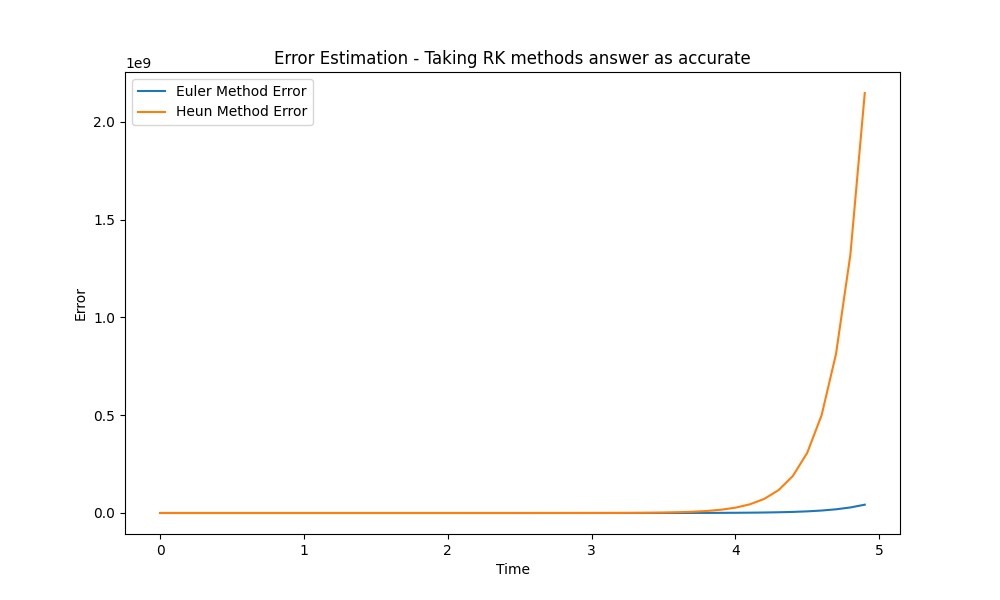 Error Estimation - Taking RK methods answer as accurate
1e9
Euler Method Error
Heun Method Error
2.0
1.5
1.0
0.5
0.0
Error
0 1 2 3 4 5
Time